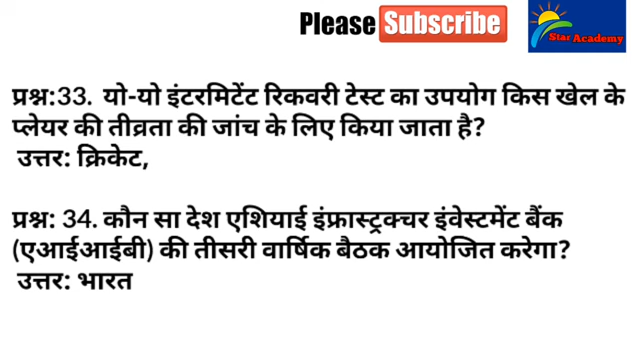 Please Subscribe
Star Academy
प्रश्न:33. यो-यो इंटरमिटेंट रिकवरी टेस्ट का उपयोग किस खेल के
प्लेयर की तीव्रता की जांच के लिए किया जाता है?
उत्तर: क्रिकेट,
प्रश्न: 34. कौन सा देश एशियाई इंफ्रास्ट्रक्चर इंवेस्टमेंट बैंक
(एआईआईबी) की तीसरी वार्षिक बैठक आयोजित करेगा?
उत्तर: भारत